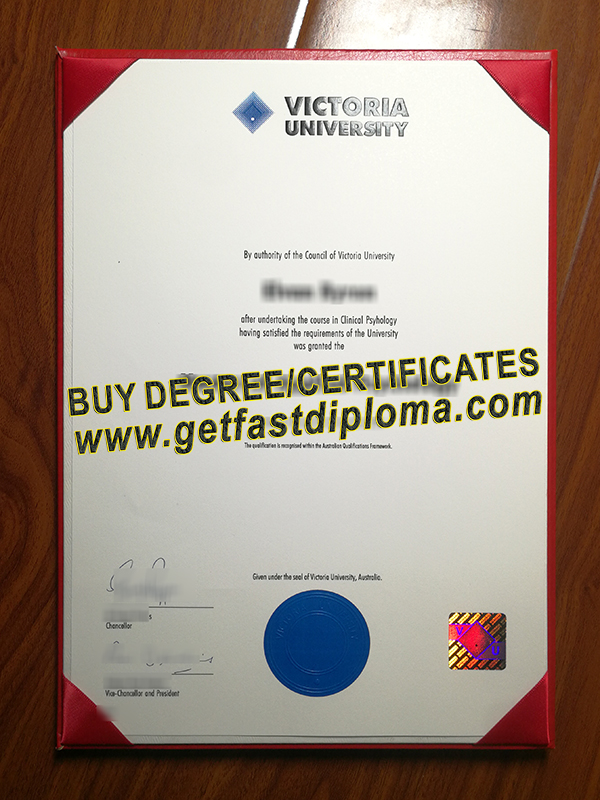 VICTORIA
UNIVERSITY
By authority of the Council of Victoria University
after undertaking the course in Clinical Psyhology
having satisfied the requirements of the University
was granted the
BUY DEGREE/CERTIFICATES
www.getfastdiploma.com
The qualification is recognised within the Australian Qualifications Framework.
Given under the seal of Victoria University, Australia.
Chancellor
V U
Vice-Chancellor and President